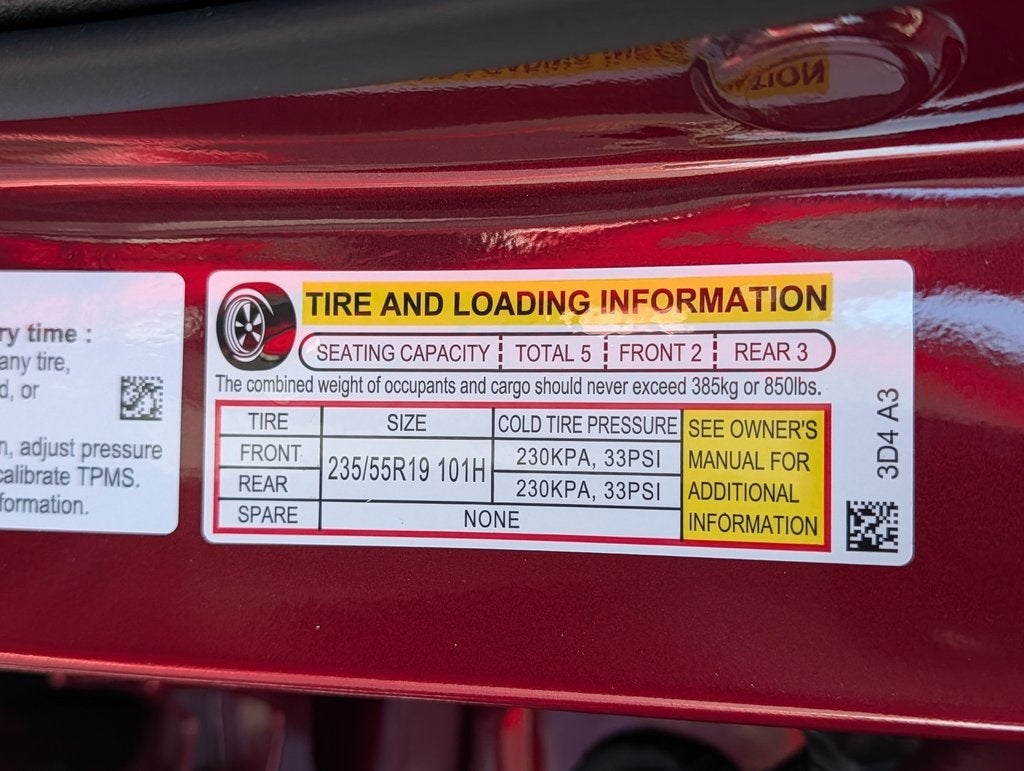 ry time :
any tire,
d, or
n, adjust pressure
calibrate TPMS.
formation.
TIRE AND LOADING INFORMATION
SEATING CAPACITY TOTAL 5 FRONT 2 REAR 3
The combined weight of occupants and cargo should never exceed 385kg or 850lbs.
TIRE SIZE COLD TIRE PRESSURE
FRONT 235/55R19 101H 230KPA, 33PSI
REAR 230KPA, 33PSI
SPARE NONE
SEE OWNER'S
MANUAL FOR
ADDITIONAL
INFORMATION
3D4 A3